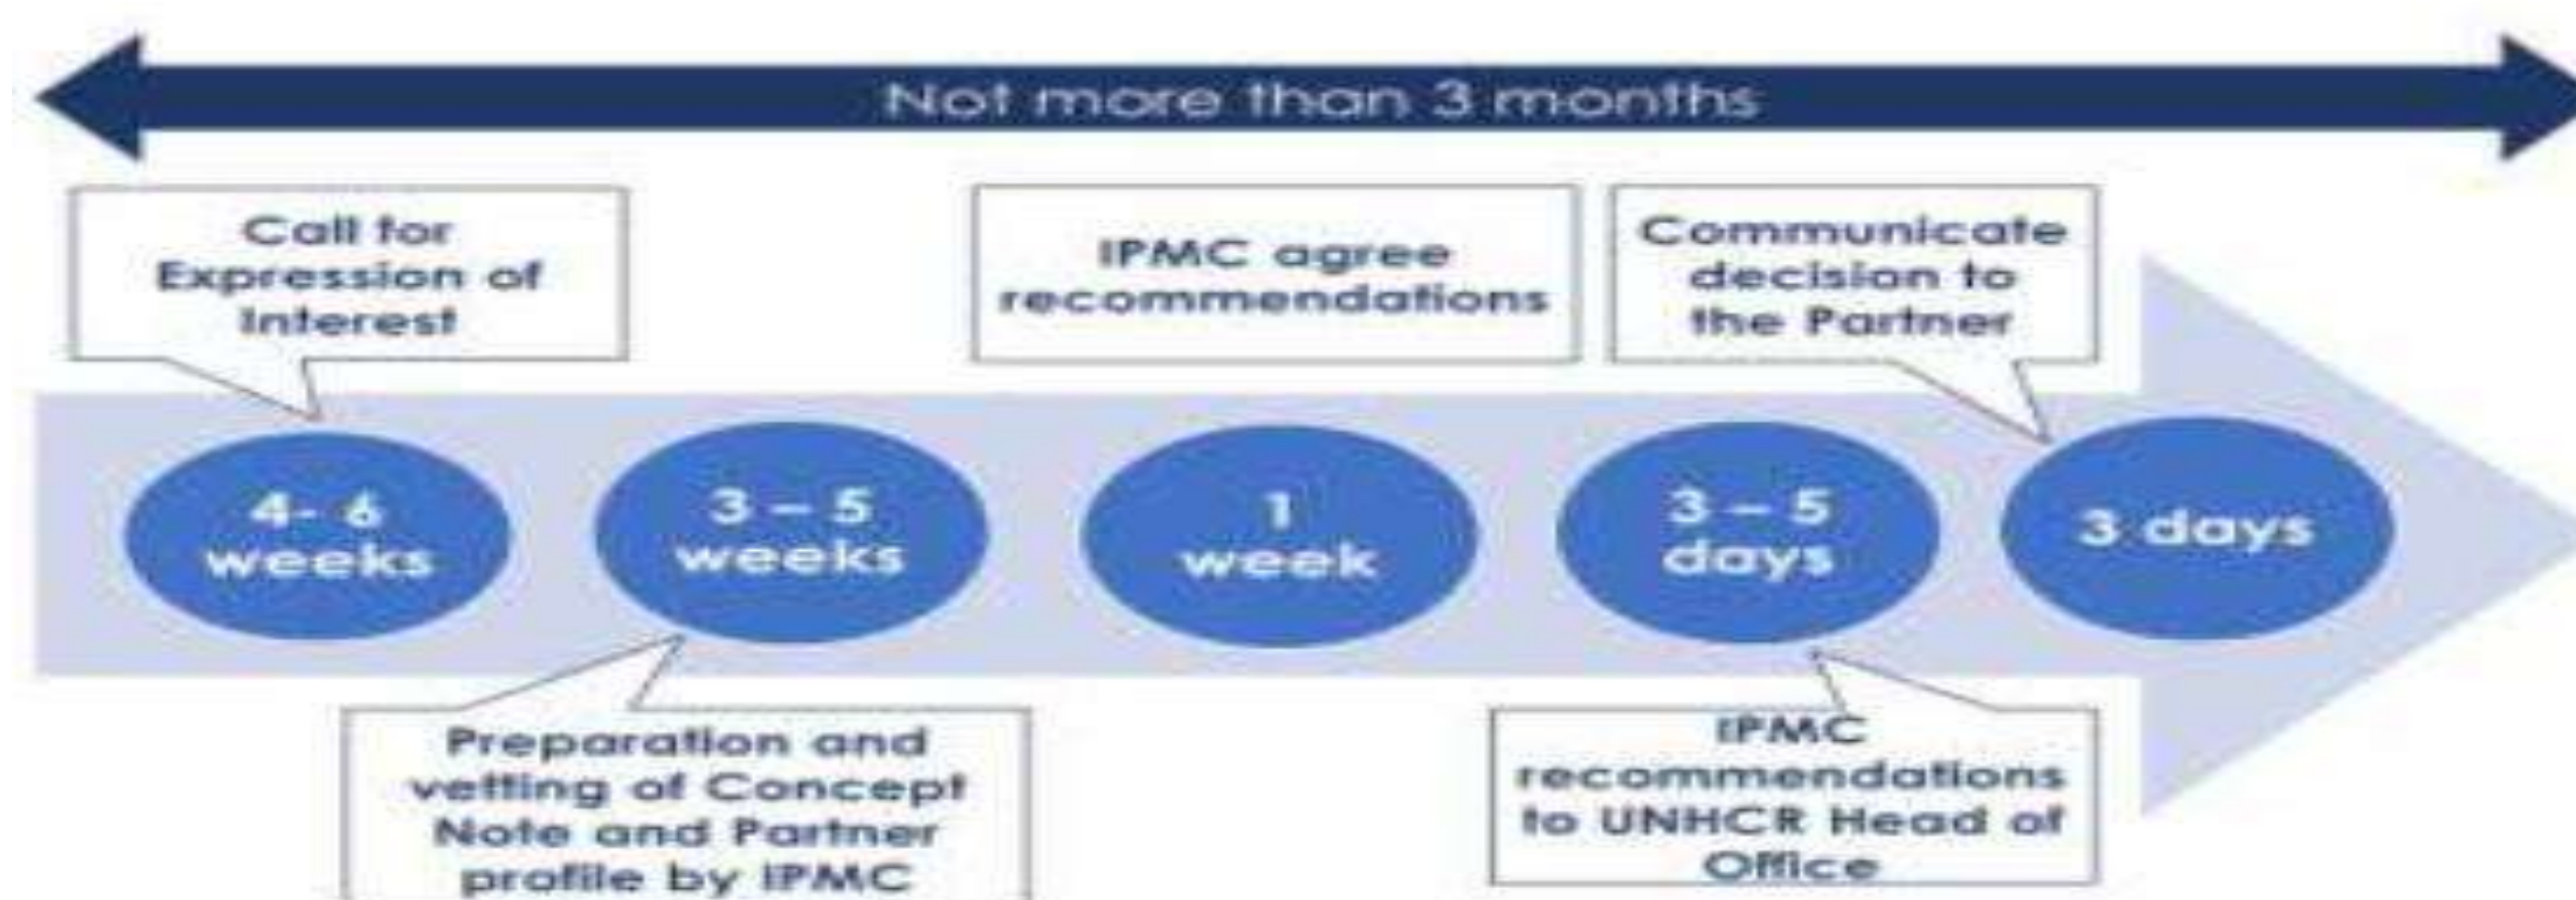 Not more than 3 months
Call for
Expression of
Interest
IPMC agree
recommendations
Communicate
decision to
the Partner
4- 6
weeks
3 – 5
weeks
1
week
3 – 5
days
3 days
Preparation and
vetting of Concept
Note and Partner
profile by IPMC
IPMC
recommendations
to UNHCR Head of
Office